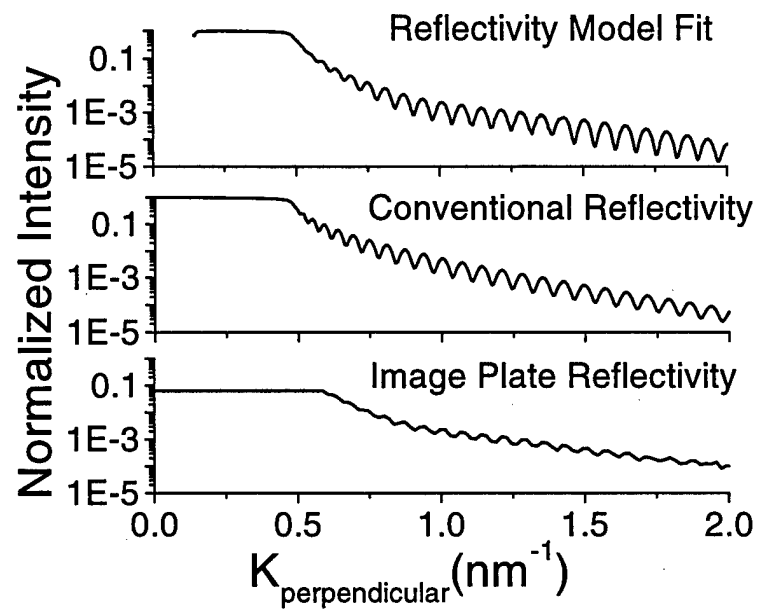 Reflectivity Model Fit
0.1
1E-3
1E-5
Conventional Reflectivity
0.1
1E-3
1E-5
Image Plate Reflectivity
0.1
1E-3
1E-5
Normalized Intensity
0.0 0.5 1.0 1.5 2.0
K_perpendicular (nm⁻¹)